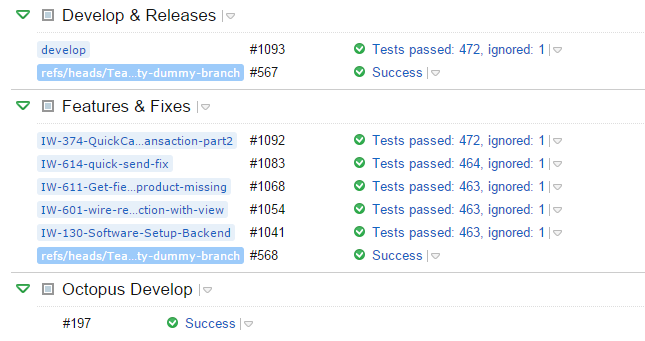 Develop & Releases
develop #1093 Tests passed: 472, ignored: 1
refs/heads/Tea...ty-dummy-branch #567 Success
Features & Fixes
IW-374-QuickCa...ansaction-part2 #1092 Tests passed: 472, ignored: 1
IW-614-quick-send-fix #1083 Tests passed: 464, ignored: 1
IW-611-Get-fie...product-missing #1068 Tests passed: 463, ignored: 1
IW-601-wire-re...ction-with-view #1054 Tests passed: 463, ignored: 1
IW-130-Software-Setup-Backend #1041 Tests passed: 463, ignored: 1
refs/heads/Tea...ty-dummy-branch #568 Success
Octopus Develop
#197 Success